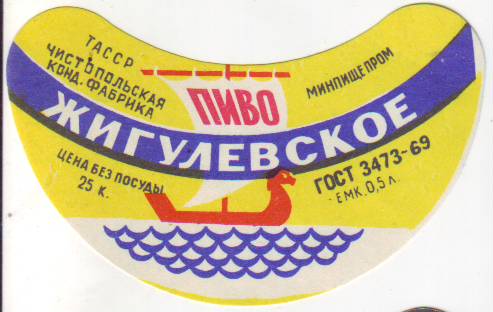 ТАССР
ЧИСТОПОЛЬСКАЯ
КОНД. ФАБРИКА
МИНПИЩЕПРОМ
ПИВО
ЖИГУЛЕВСКОЕ
ЦЕНА БЕЗ ПОСУДЫ
25 к.
ГОСТ 3473-69
- ЕМК. 0,5 л.